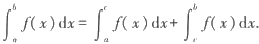 ∫_a^b f(x)dx = ∫_a^c f(x)dx + ∫_c^b f(x)dx.